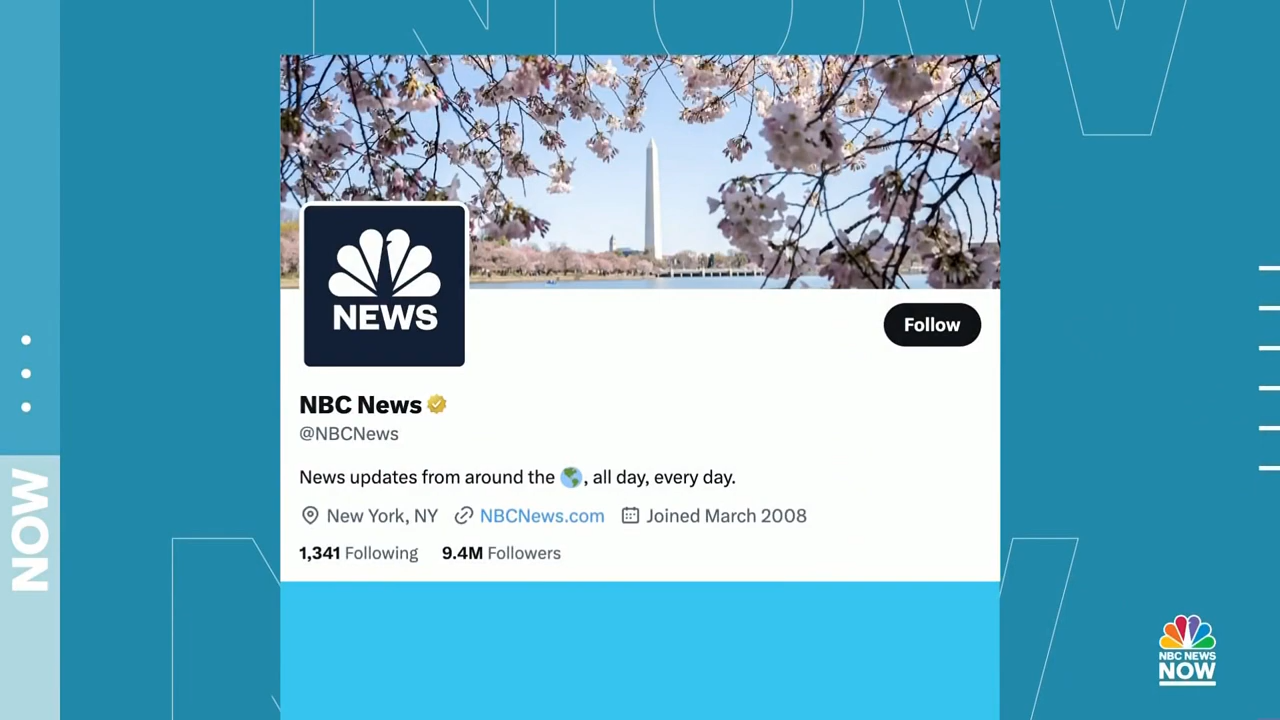 NEWS
Follow
NBC News
@NBCNews
News updates from around the 🌎, all day, every day.
New York, NY NBCNews.com Joined March 2008
1,341 Following 9.4M Followers
NOW
NBC NEWS
NOW